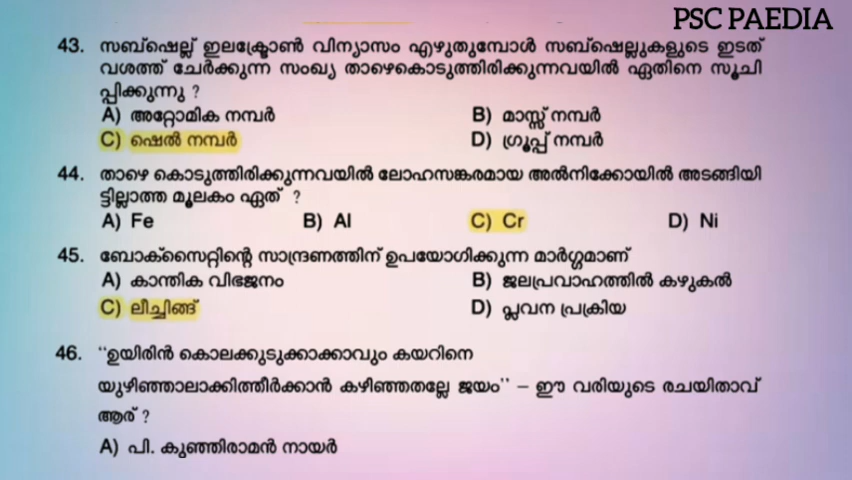 PSC PAEDIA
43. സബ്ഷെല്ല് ഇലക്ട്രോൺ വിന്യാസം എഴുതുമ്പോൾ സബ്ഷെല്ലുകളുടെ ഇടത്
വശത്ത് ചേർക്കുന്ന സംഖ്യ താഴെകൊടുത്തിരിക്കുന്നവയിൽ ഏതിനെ സൂചി
പ്പിക്കുന്നു ?
A) അറ്റോമിക നമ്പർ B) മാസ്സ് നമ്പർ
C) ഷെൽ നമ്പർ D) ഗ്രൂപ്പ് നമ്പർ
44. താഴെ കൊടുത്തിരിക്കുന്നവയിൽ ലോഹസങ്കരമായ അൽനിക്കോയിൽ അടങ്ങിയി
ട്ടില്ലാത്ത മൂലകം ഏത് ?
A) Fe B) Al C) Cr D) Ni
45. ബോക്സൈറ്റിന്റെ സാന്ദ്രണത്തിന് ഉപയോഗിക്കുന്ന മാർഗ്ഗമാണ്
A) കാന്തിക വിഭജനം B) ജലപ്രവാഹത്തിൽ കഴുകൽ
C) ലീച്ചിങ്ങ് D) പ്ലവന പ്രക്രിയ
46. "ഉയിരിൻ കൊലക്കുടുക്കാക്കാവും കയറിനെ
യുഴിഞ്ഞാലാക്കിത്തീർക്കാൻ കഴിഞ്ഞതല്ലേ ജയം" – ഈ വരിയുടെ രചയിതാവ്
ആര് ?
A) പി. കുഞ്ഞിരാമൻ നായർ